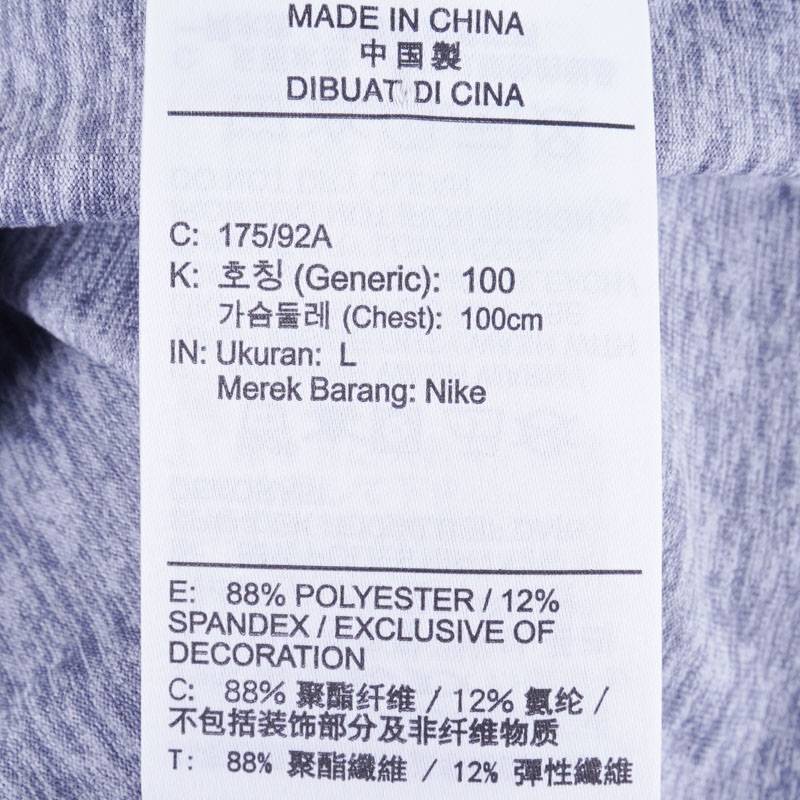 MADE IN CHINA
中国製
DIBUAT DI CINA
C: 175/92A
K: 호칭 (Generic): 100
가슴둘레 (Chest): 100cm
IN: Ukuran: L
Merek Barang: Nike
E: 88% POLYESTER / 12%
SPANDEX / EXCLUSIVE OF
DECORATION
C: 88% 聚酯纤维 / 12% 氨纶 /
不包括装饰部分及非纤维物质
T: 88% 聚酯纖維 / 12% 彈性纖維